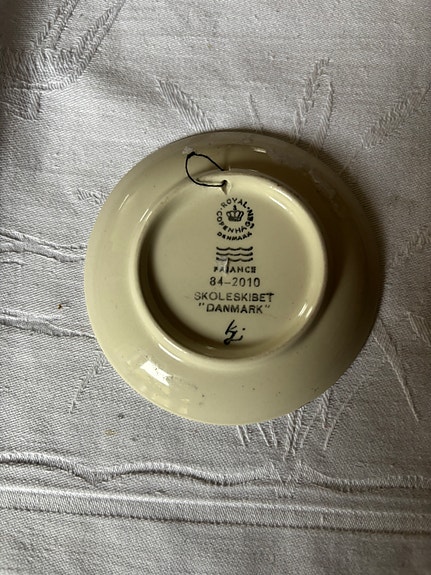 ROYAL COPENHAGEN
DENMARK
FAJANCE
84-2010
SKOLESKIBET
"DANMARK"